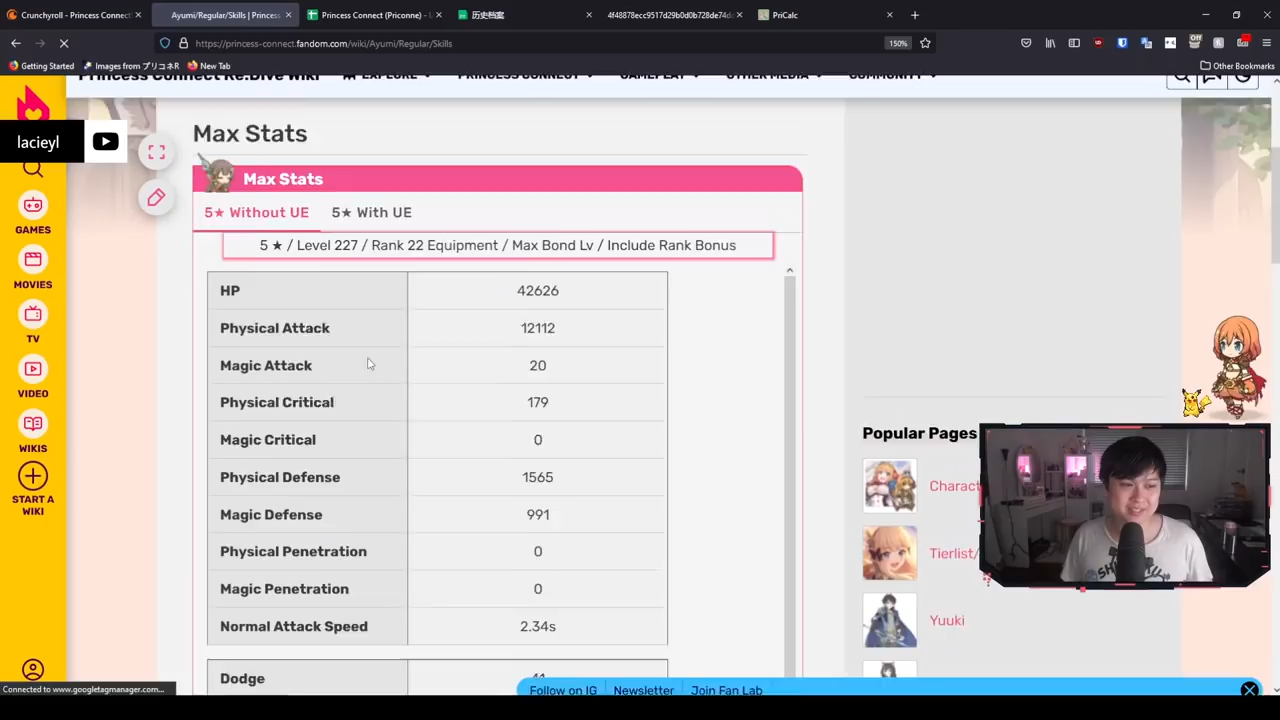 Crunchyroll - Princess Connect!
Ayumi/Regular/Skills | Princess
Princess Connect (Priconne) - U
历史档案
4f48878ecc9517d29b0d0b728de74d
PriCalc
https://princess-connect.fandom.com/wiki/Ayumi/Regular/Skills
150%
Off
Getting Started
Images from プリコネR
New Tab
Other Bookmarks
Princess Connect Re:Dive Wiki
EXPLORE
PRINCESS CONNECT
GAMEPLAY
OTHER MEDIA
COMMUNITY
lacieyl
GAMES
MOVIES
TV
VIDEO
WIKIS
START A
WIKI
Max Stats
Max Stats
5★ Without UE
5★ With UE
5 ★ / Level 227 / Rank 22 Equipment / Max Bond Lv / Include Rank Bonus
HP 42626
Physical Attack 12112
Magic Attack 20
Physical Critical 179
Magic Critical 0
Physical Defense 1565
Magic Defense 991
Physical Penetration 0
Magic Penetration 0
Normal Attack Speed 2.34s
Dodge 41
Popular Pages
Charact
Tierlist/
Yuuki
Connected to www.googletagmanager.com...
Follow on IG
Newsletter
Join Fan Lab